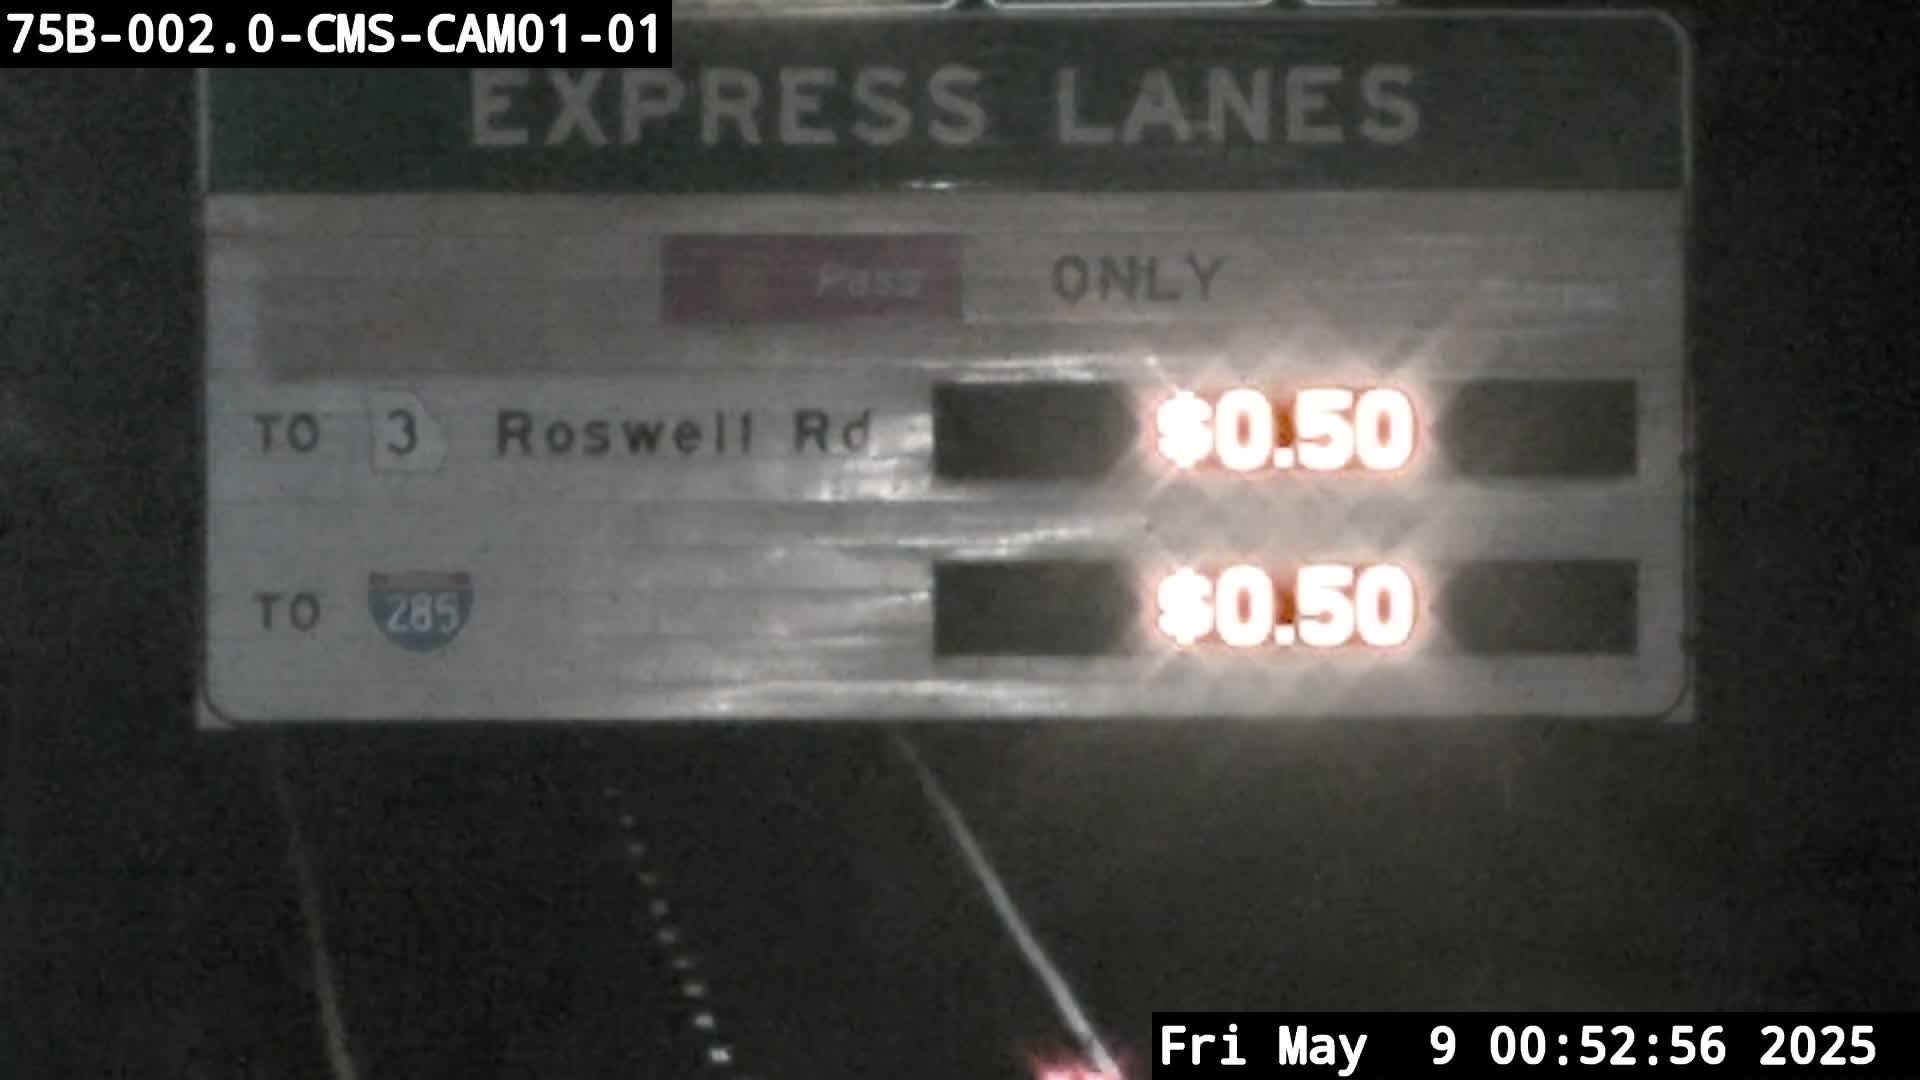 75B-002.0-CMS-CAM01-01
EXPRESS LANES
Pass ONLY
TO 3 Roswell Rd $0.50
TO 285 $0.50
Fri May 9 00:52:56 2025